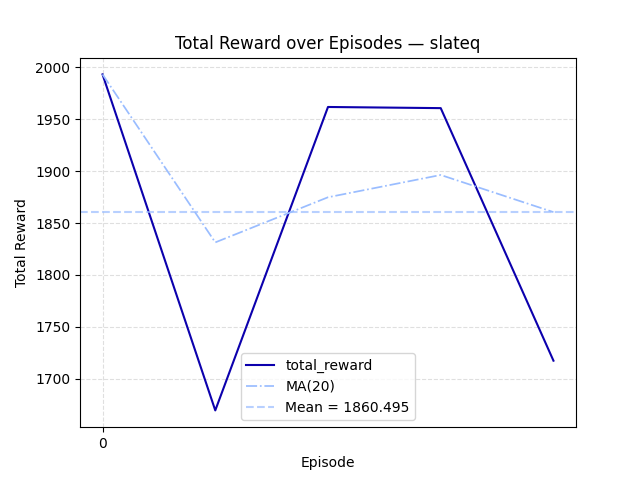 Total Reward over Episodes — slateq
2000
1950
1900
1850
1800
1750
1700
Total Reward
total_reward
MA(20)
Mean = 1860.495
0
Episode